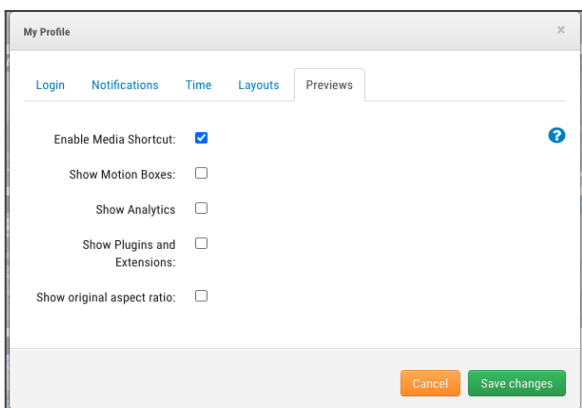 My Profile
×
Login Notifications Time Layouts Previews
Enable Media Shortcut:
?
Show Motion Boxes:
Show Analytics
Show Plugins and
Extensions:
Show original aspect ratio:
Cancel Save changes